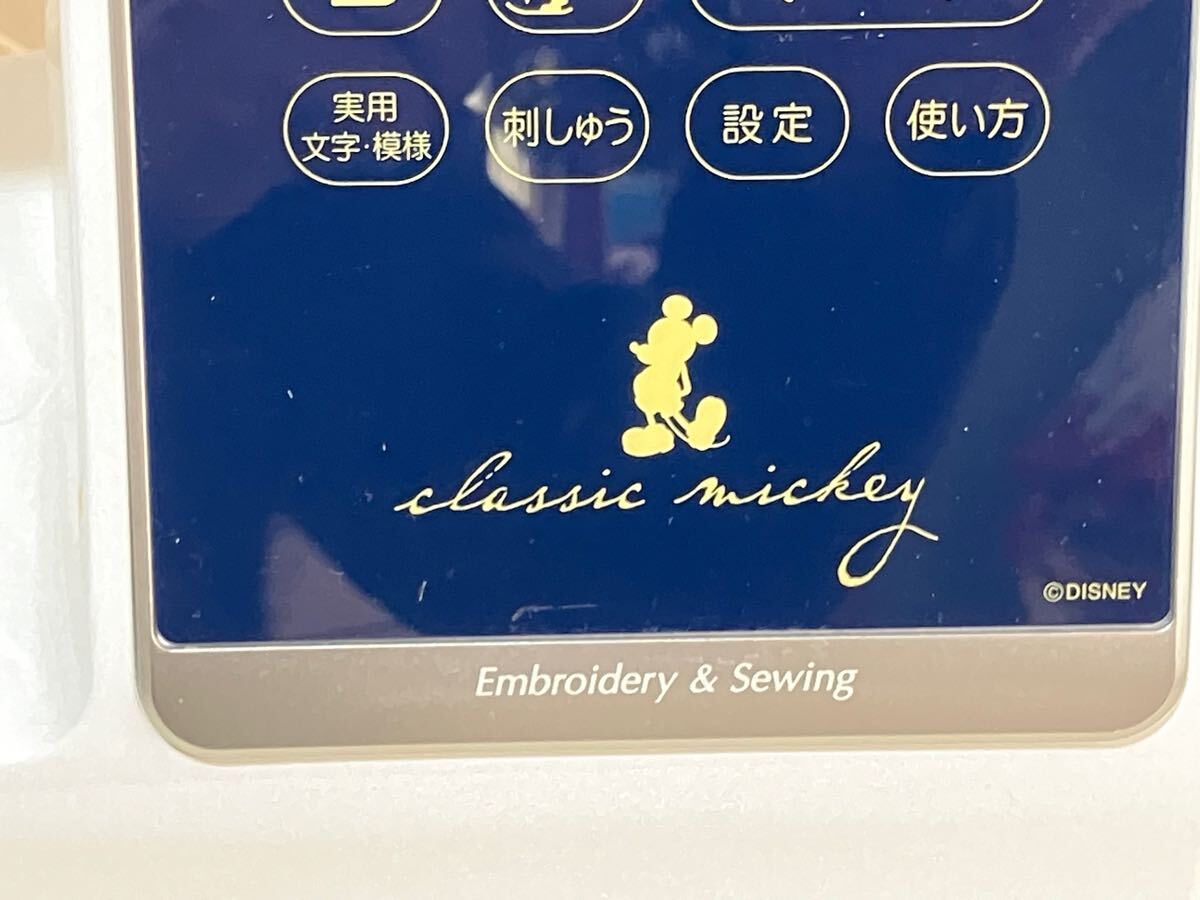 実用
文字・模様
刺しゅう
設定
使い方
classic mickey
©DISNEY
Embroidery & Sewing